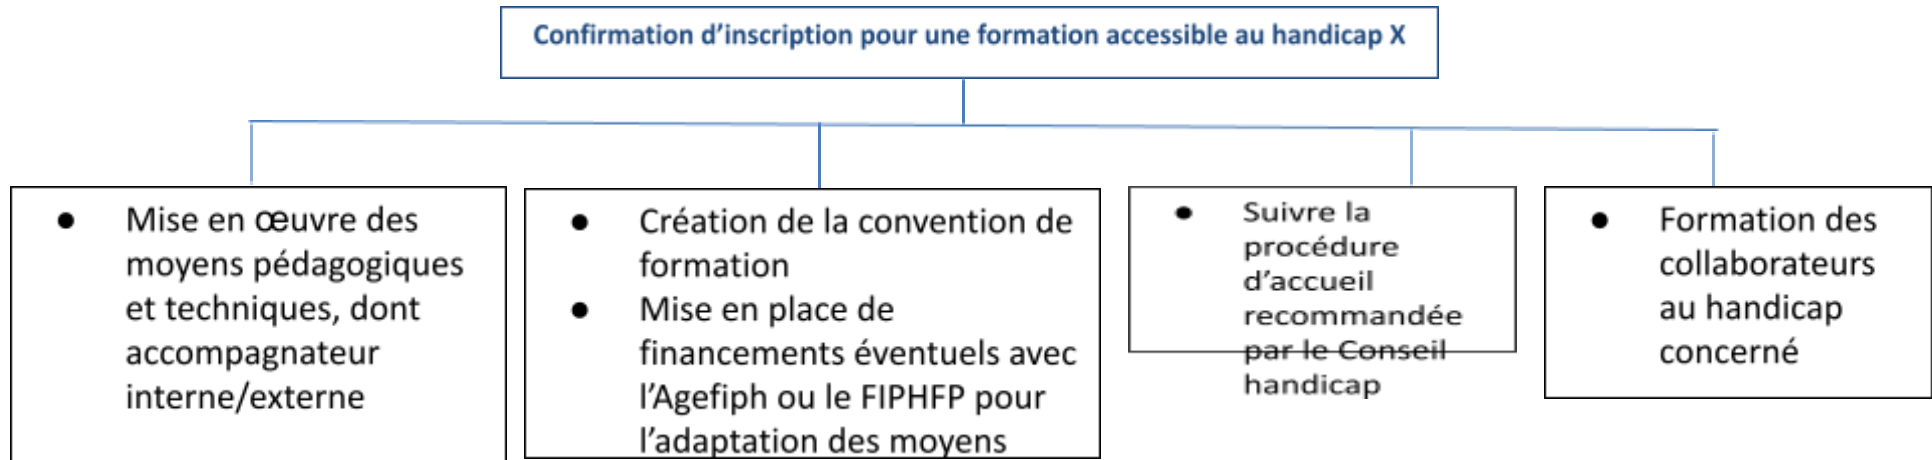 Confirmation d’inscription pour une formation accessible au handicap X
● Mise en œuvre des
moyens pédagogiques
et techniques, dont
accompagnateur
interne/externe
● Création de la convention de
formation
● Mise en place de
financements éventuels avec
l’Agefiph ou le FIPHFP pour
l’adaptation des moyens
● Suivre la
procédure
d’accueil
recommandée
par le Conseil
handicap
● Formation des
collaborateurs
au handicap
concerné